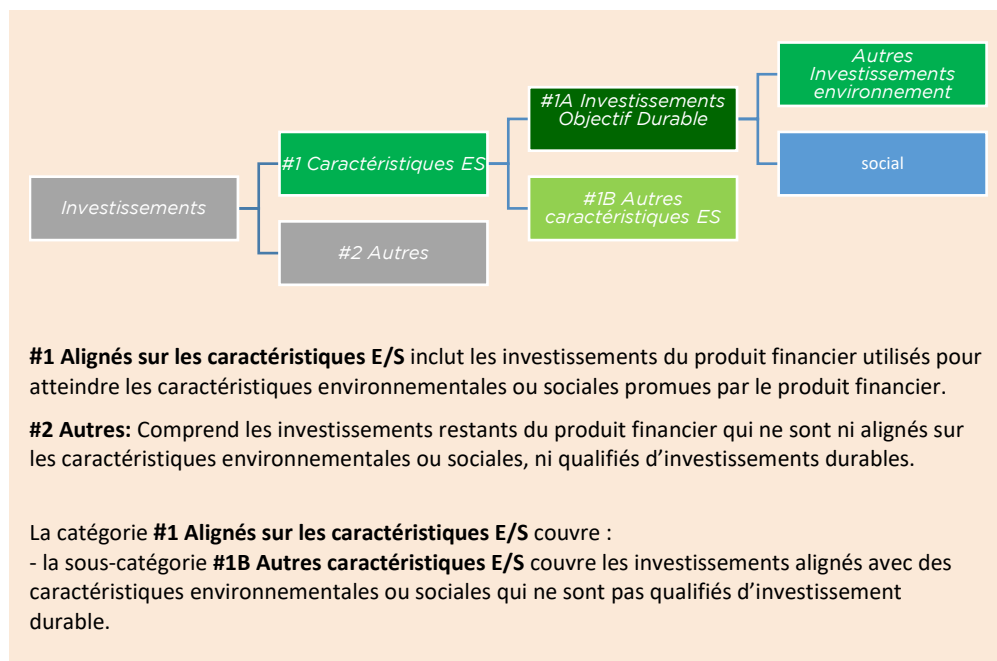 Autres
Investissements
environnement
#1A Investissements
Objectif Durable
#1 Caractéristiques ES
social
Investissements
#1B Autres
caractéristiques ES
#2 Autres
#1 Alignés sur les caractéristiques E/S inclut les investissements du produit financier utilisés pour
atteindre les caractéristiques environnementales ou sociales promues par le produit financier.
#2 Autres: Comprend les investissements restants du produit financier qui ne sont ni alignés sur
les caractéristiques environnementales ou sociales, ni qualifiés d’investissements durables.
La catégorie #1 Alignés sur les caractéristiques E/S couvre :
- la sous-catégorie #1B Autres caractéristiques E/S couvre les investissements alignés avec des
caractéristiques environnementales ou sociales qui ne sont pas qualifiés d’investissement
durable.